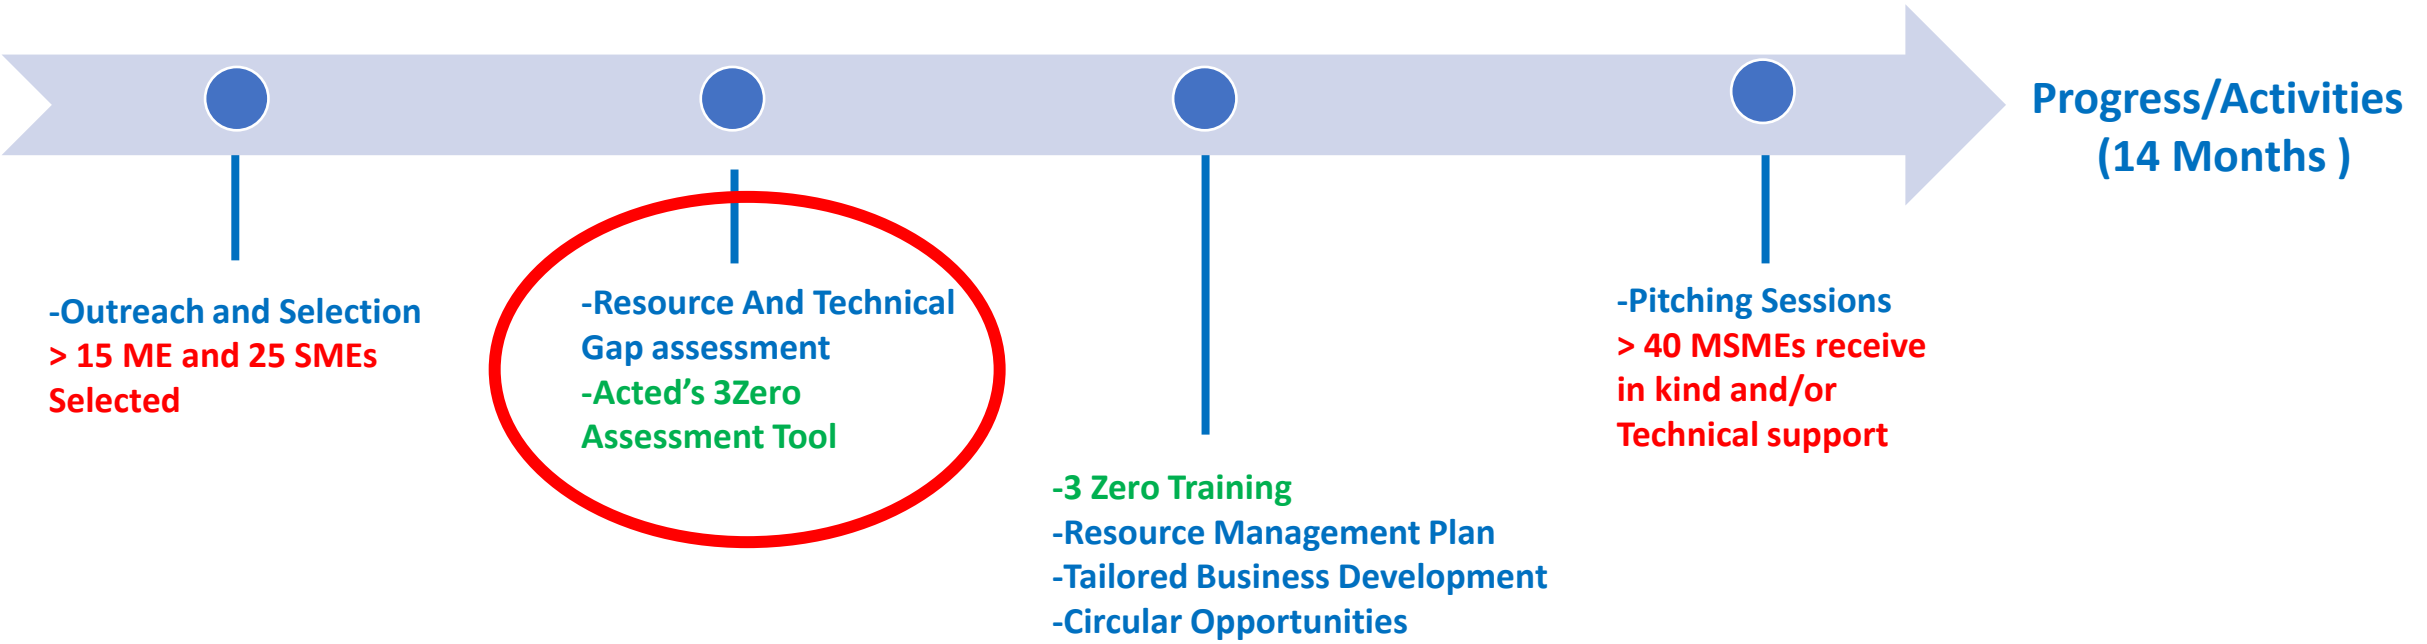 Progress/Activities
(14 Months )
-Outreach and Selection
> 15 ME and 25 SMEs
Selected
-Resource And Technical
Gap assessment
-Acted’s 3Zero
Assessment Tool
-3 Zero Training
-Resource Management Plan
-Tailored Business Development
-Circular Opportunities
-Pitching Sessions
> 40 MSMEs receive
in kind and/or
Technical support